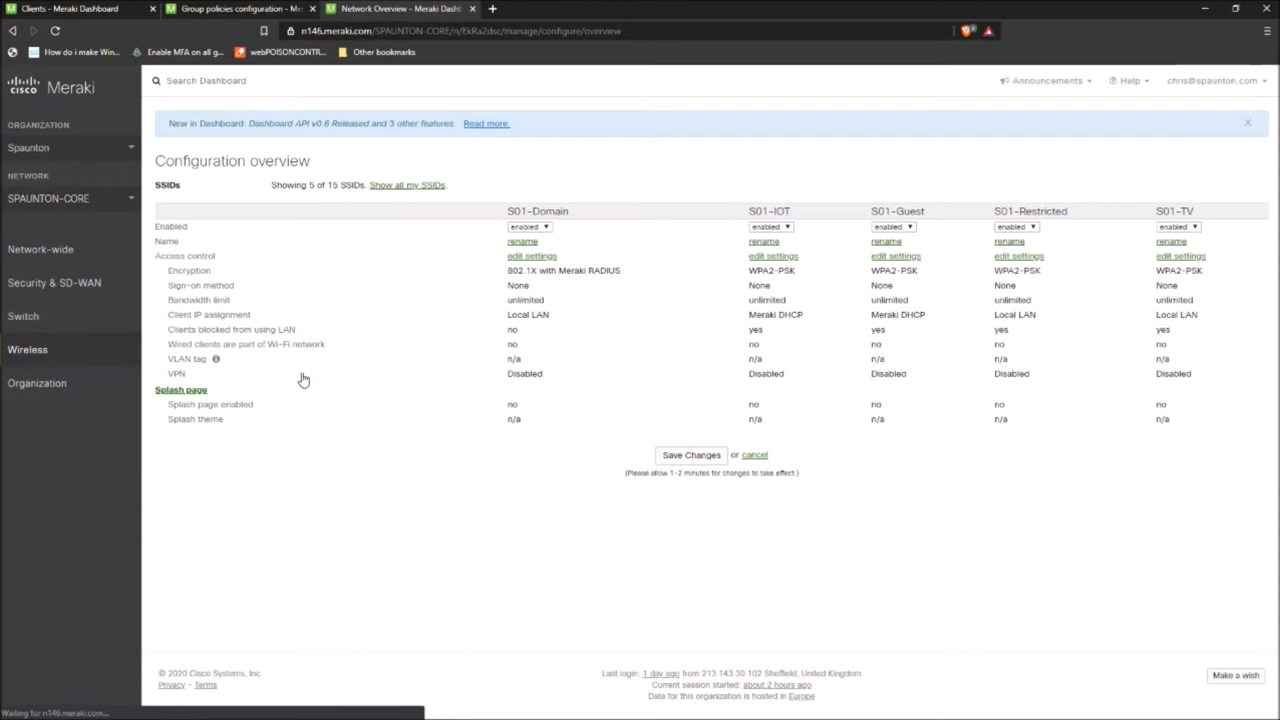 Clients - Meraki Dashboard
Group policies configuration - Me
Network Overview - Meraki Dashb
n146.meraki.com/SPAUNTON-CORE/n/EkRa2dsc/manage/configure/overview
How do i make Win...
Enable MFA on all g...
webPOISONCONTR...
Other bookmarks
CISCO Meraki
Search Dashboard
Announcements
Help
chris@spaunton.com
ORGANIZATION
Spaunton
NETWORK
SPAUNTON-CORE
Network-wide
Security & SD-WAN
Switch
Wireless
Organization
New in Dashboard: Dashboard API v0.6 Released and 3 other features. Read more.
Configuration overview
SSIDs Showing 5 of 15 SSIDs. Show all my SSIDs.
S01-Domain S01-IOT S01-Guest S01-Restricted S01-TV
Enabled enabled enabled enabled enabled enabled
Name rename rename rename rename rename
Access control edit settings edit settings edit settings edit settings edit settings
Encryption 802.1X with Meraki RADIUS WPA2-PSK WPA2-PSK WPA2-PSK WPA2-PSK
Sign-on method None None None None None
Bandwidth limit unlimited unlimited unlimited unlimited unlimited
Client IP assignment Local LAN Meraki DHCP Meraki DHCP Local LAN Local LAN
Clients blocked from using LAN no yes yes yes yes
Wired clients are part of Wi-Fi network no no no no no
VLAN tag n/a n/a n/a n/a n/a
VPN Disabled Disabled Disabled Disabled Disabled
Splash page
Splash page enabled no no no no no
Splash theme n/a n/a n/a n/a n/a
Save Changes or cancel
(Please allow 1-2 minutes for changes to take effect.)
© 2020 Cisco Systems, Inc.
Privacy - Terms
Last login: 1 day ago from 213.143.30.102 Sheffield, United Kingdom
Current session started: about 2 hours ago
Data for this organization is hosted in Europe
Make a wish
Waiting for n146.meraki.com...